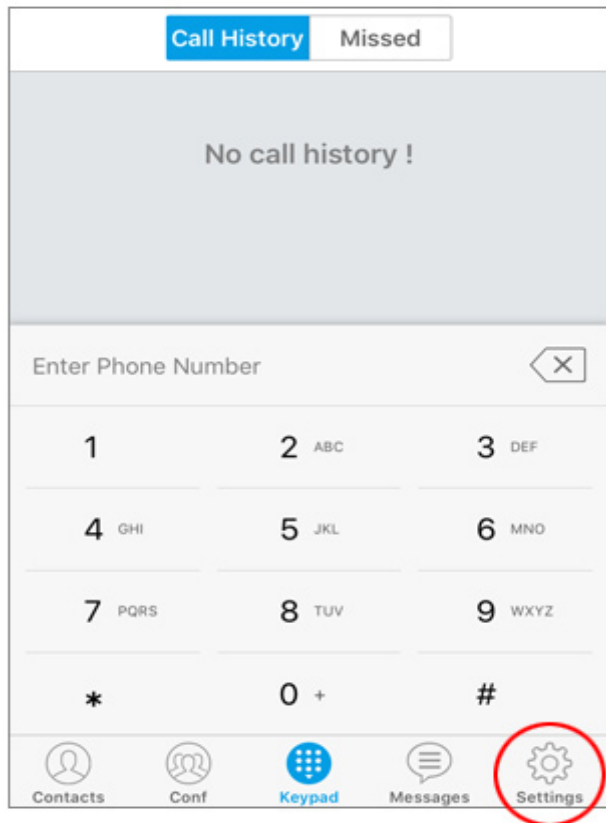 Call History Missed
No call history !
Enter Phone Number
1 2 ABC 3 DEF
4 GHI 5 JKL 6 MNO
7 PQRS 8 TUV 9 WXYZ
* 0 + #
Contacts Conf Keypad Messages Settings